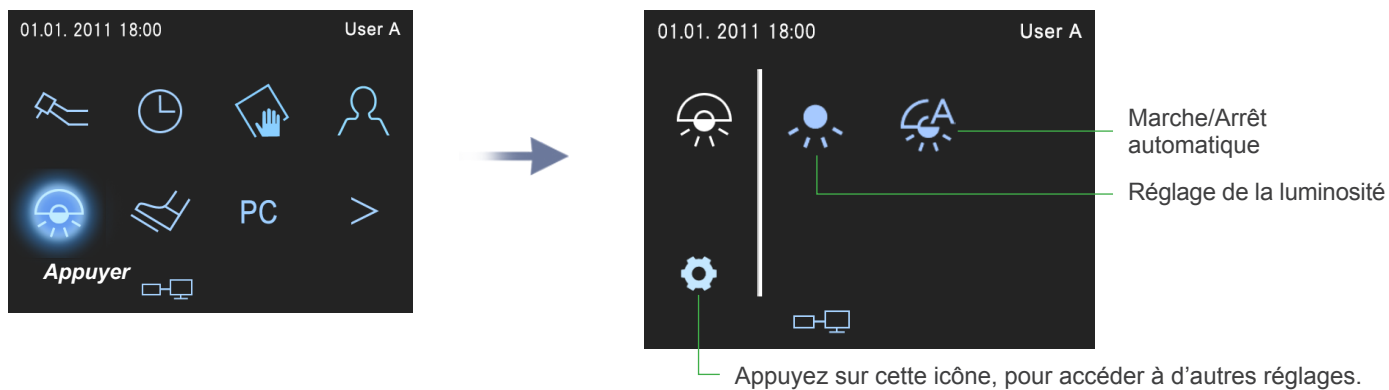 01.01. 2011 18:00 User A
PC >
Appuyer
01.01. 2011 18:00 User A
A
Marche/Arrêt
automatique
Réglage de la luminosité
Appuyez sur cette icône, pour accéder à d'autres réglages.